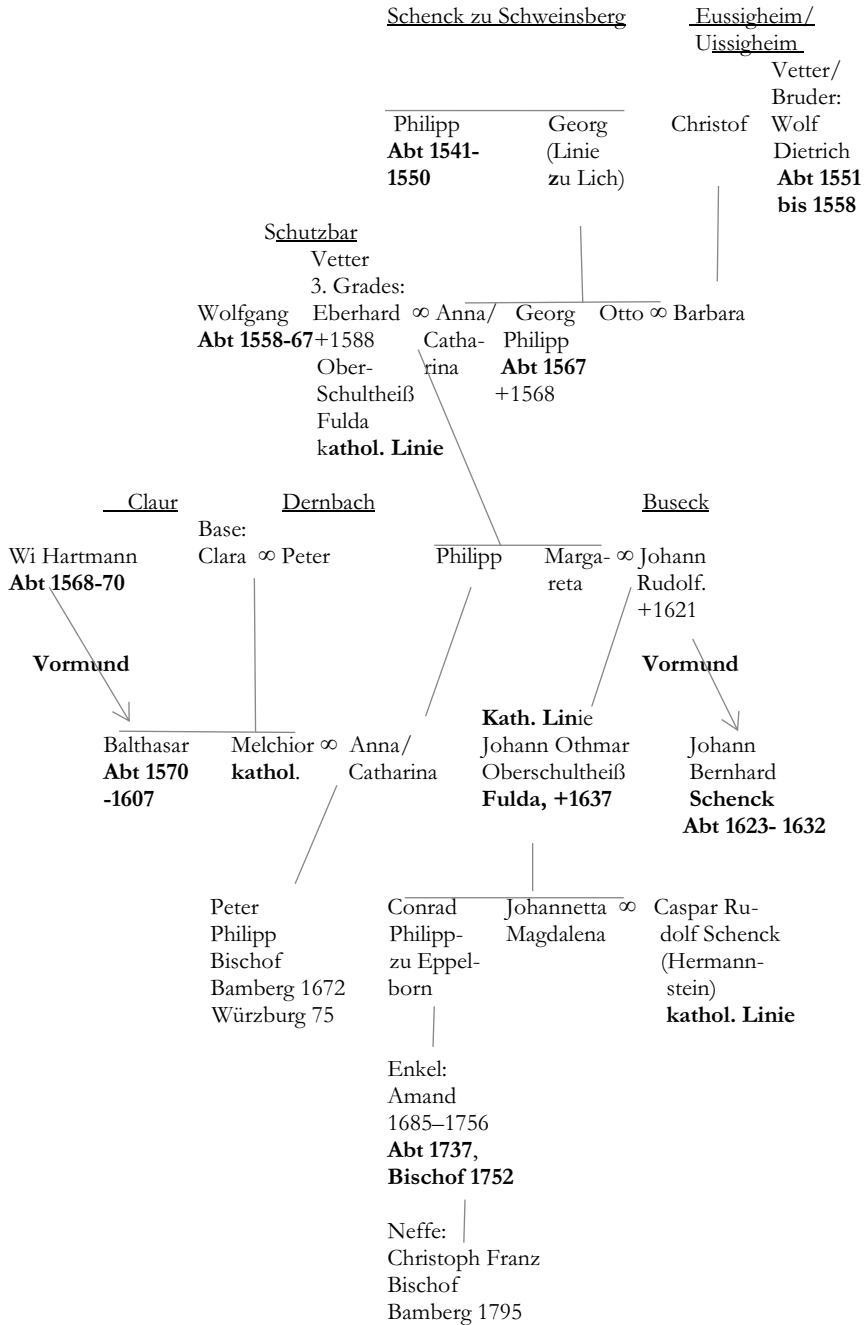 Schenck zu Schweinsberg Eussigheim/
Uissigheim
Vetter/
Bruder:
Philipp Georg Christof Wolf
Abt 1541- (Linie Dietrich
1550 zu Lich) Abt 1551
bis 1558
Schutzbar
Vetter
3. Grades:
Wolfgang Eberhard ∞ Anna/ Georg Otto ∞ Barbara
Abt 1558-67 +1588 Catha- Philipp
Ober- rina Abt 1567
Schultheiß +1568
Fulda
kathol. Linie
Claur Dernbach Buseck
Base:
Wi Hartmann Clara ∞ Peter Philipp Marga- ∞ Johann
Abt 1568-70 reta Rudolf.
+1621
Vormund Vormund
Kath. Linie
Balthasar Melchior ∞ Anna/ Johann Othmar Johann
Abt 1570 kathol. Catharina Oberschultheiß Bernhard
-1607 Fulda, +1637 Schenck
Abt 1623- 1632
Peter Conrad Johannetta ∞ Caspar Ru-
Philipp Philipp- Magdalena dolf Schenck
Bischof zu Eppel- (Hermann-
Bamberg 1672 born stein)
Würzburg 75 kathol. Linie
Enkel:
Amand
1685–1756
Abt 1737,
Bischof 1752
Neffe:
Christoph Franz
Bischof
Bamberg 1795